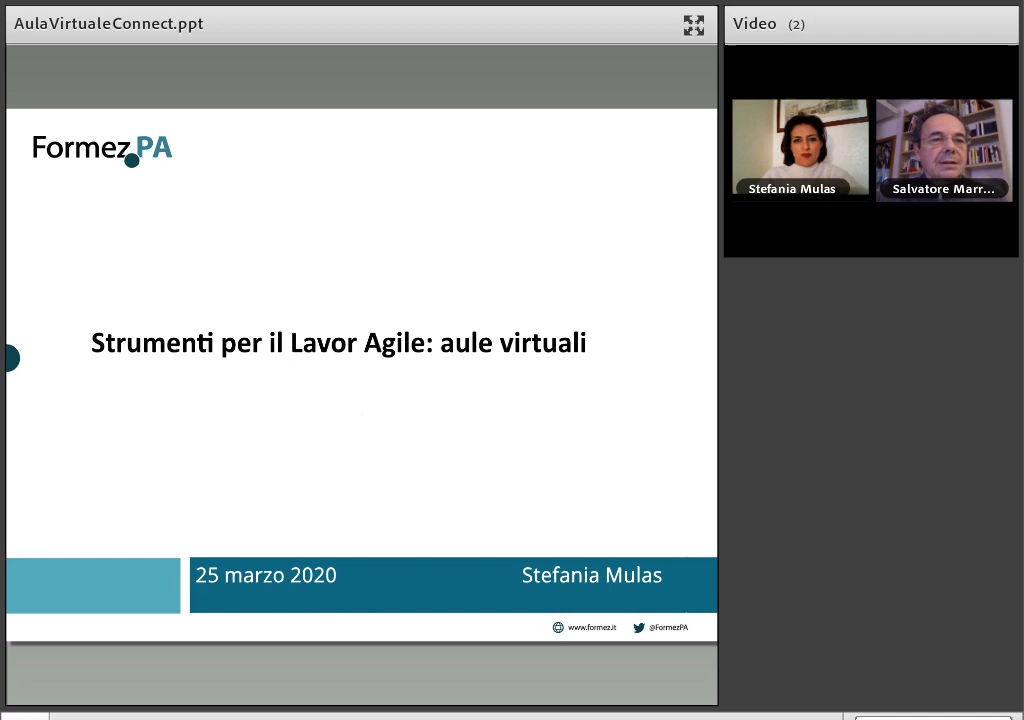 AulaVirtualeConnect.ppt
Video (2)
Formez PA
Stefania Mulas
Salvatore Marr...
Strumenti per il Lavor Agile: aule virtuali
25 marzo 2020
Stefania Mulas
www.formez.it
@FormezPA